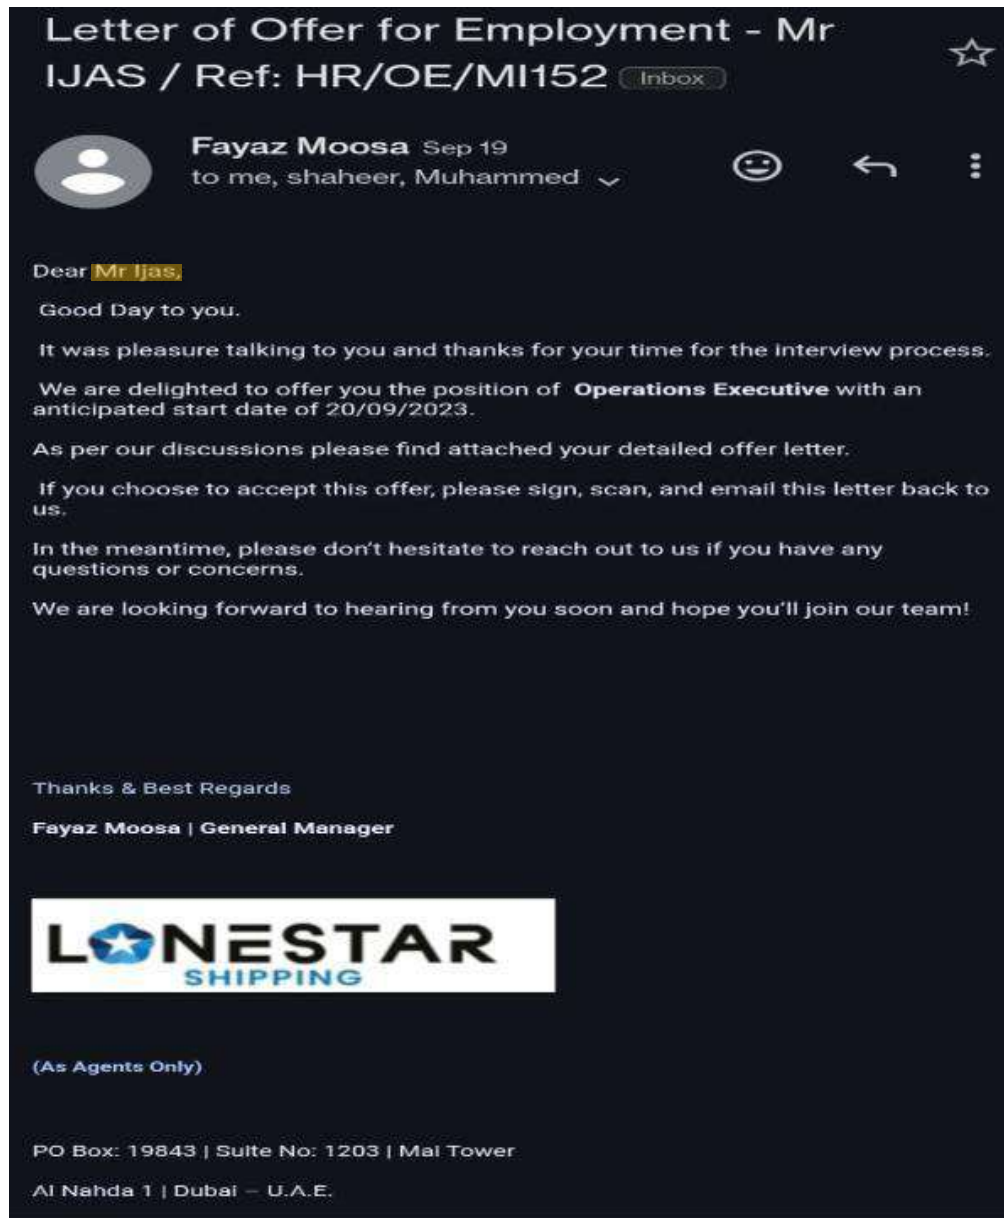 Letter of Offer for Employment - Mr
IJAS / Ref: HR/OE/MI152 Inbox
Fayaz Moosa Sep 19
to me, shaheer, Muhammed
Dear Mr Ijas,
Good Day to you.
It was pleasure talking to you and thanks for your time for the interview process.
We are delighted to offer you the position of Operations Executive with an
anticipated start date of 20/09/2023.
As per our discussions please find attached your detailed offer letter.
If you choose to accept this offer, please sign, scan, and email this letter back to
us.
In the meantime, please don't hesitate to reach out to us if you have any
questions or concerns.
We are looking forward to hearing from you soon and hope you'll join our team!
Thanks & Best Regards
Fayaz Moosa | General Manager
LONESTAR
SHIPPING
(As Agents Only)
PO Box: 19843 | Suite No: 1203 | Mai Tower
Al Nahda 1 | Dubai – U.A.E.